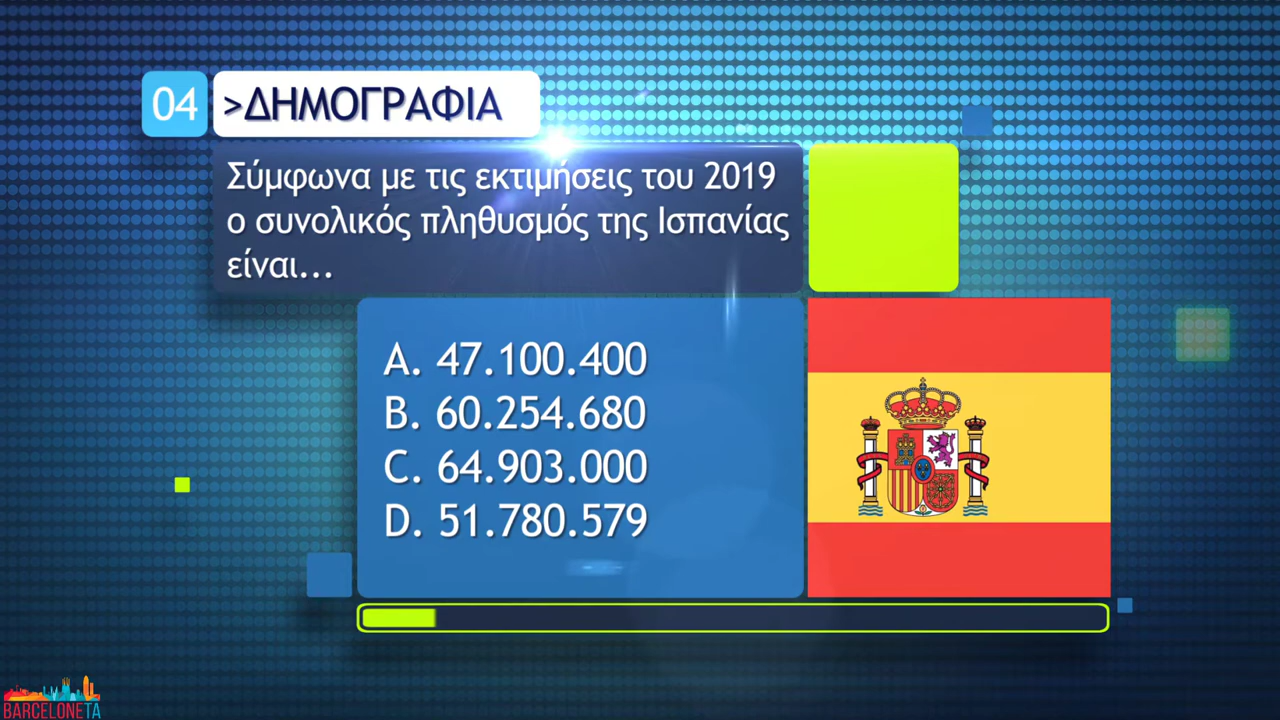 04 >ΔΗΜΟΓΡΑΦΙΑ
Σύμφωνα με τις εκτιμήσεις του 2019
ο συνολικός πληθυσμός της Ισπανίας
είναι...
A. 47.100.400
B. 60.254.680
C. 64.903.000
D. 51.780.579
BARCELONETA